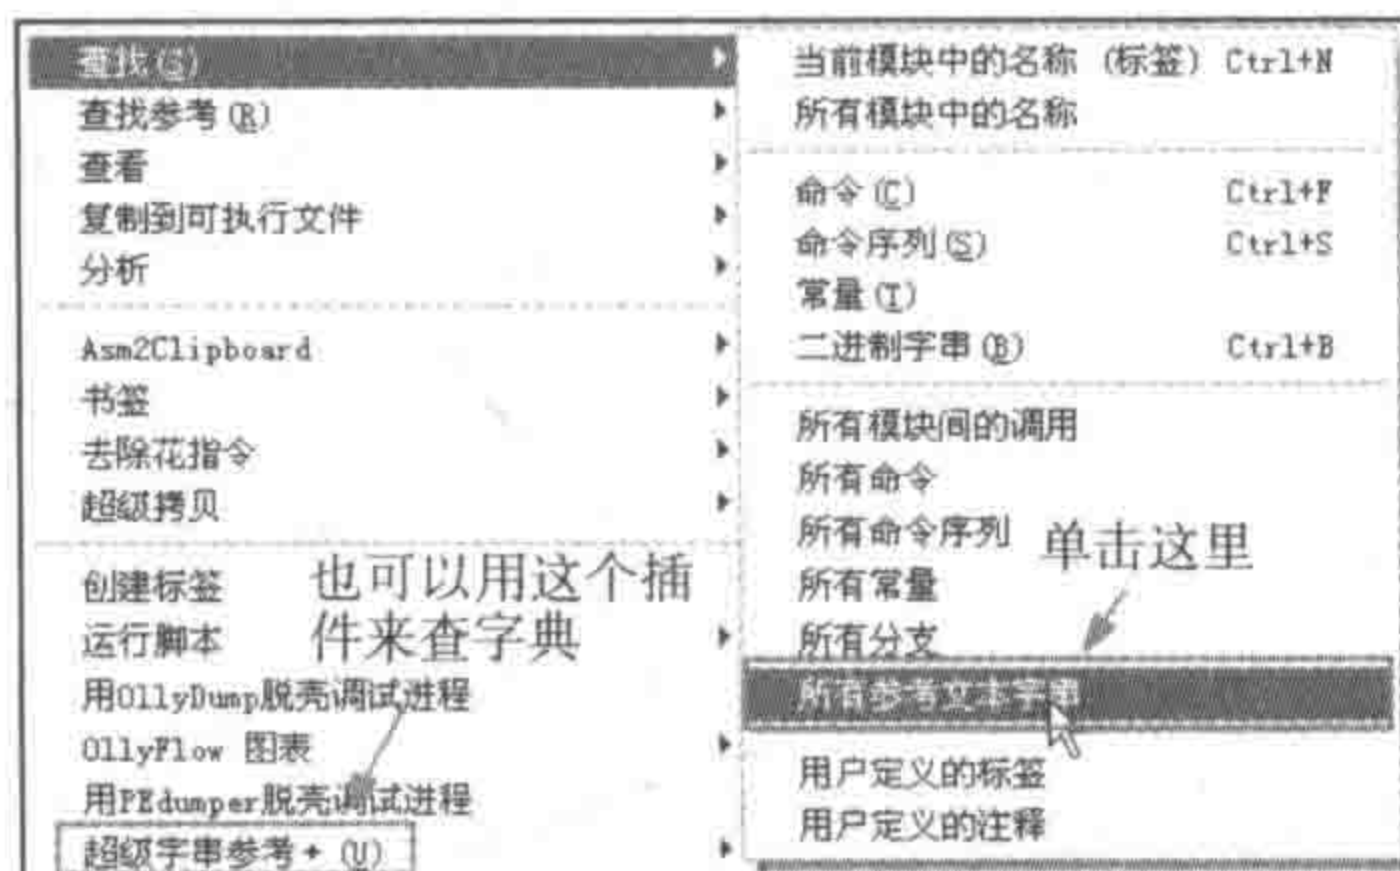 查找(S)
查找参考(R)
查看
复制到可执行文件
分析
Asm2Clipboard
书签
去除花指令
超级拷贝
创建标签
运行脚本
用OllyDump脱壳调试进程
OllyFlow 图表
用PEdumper脱壳调试进程
超级字串参考+ (U)
也可以用这个插
件来查字典
当前模块中的名称 (标签) Ctrl+N
所有模块中的名称
命令(C) Ctrl+F
命令序列(S) Ctrl+S
常量(T)
二进制字串(B) Ctrl+B
所有模块间的调用
所有命令
所有命令序列
所有常量
所有分支
所有参考文本字串
用户定义的标签
用户定义的注释
单击这里